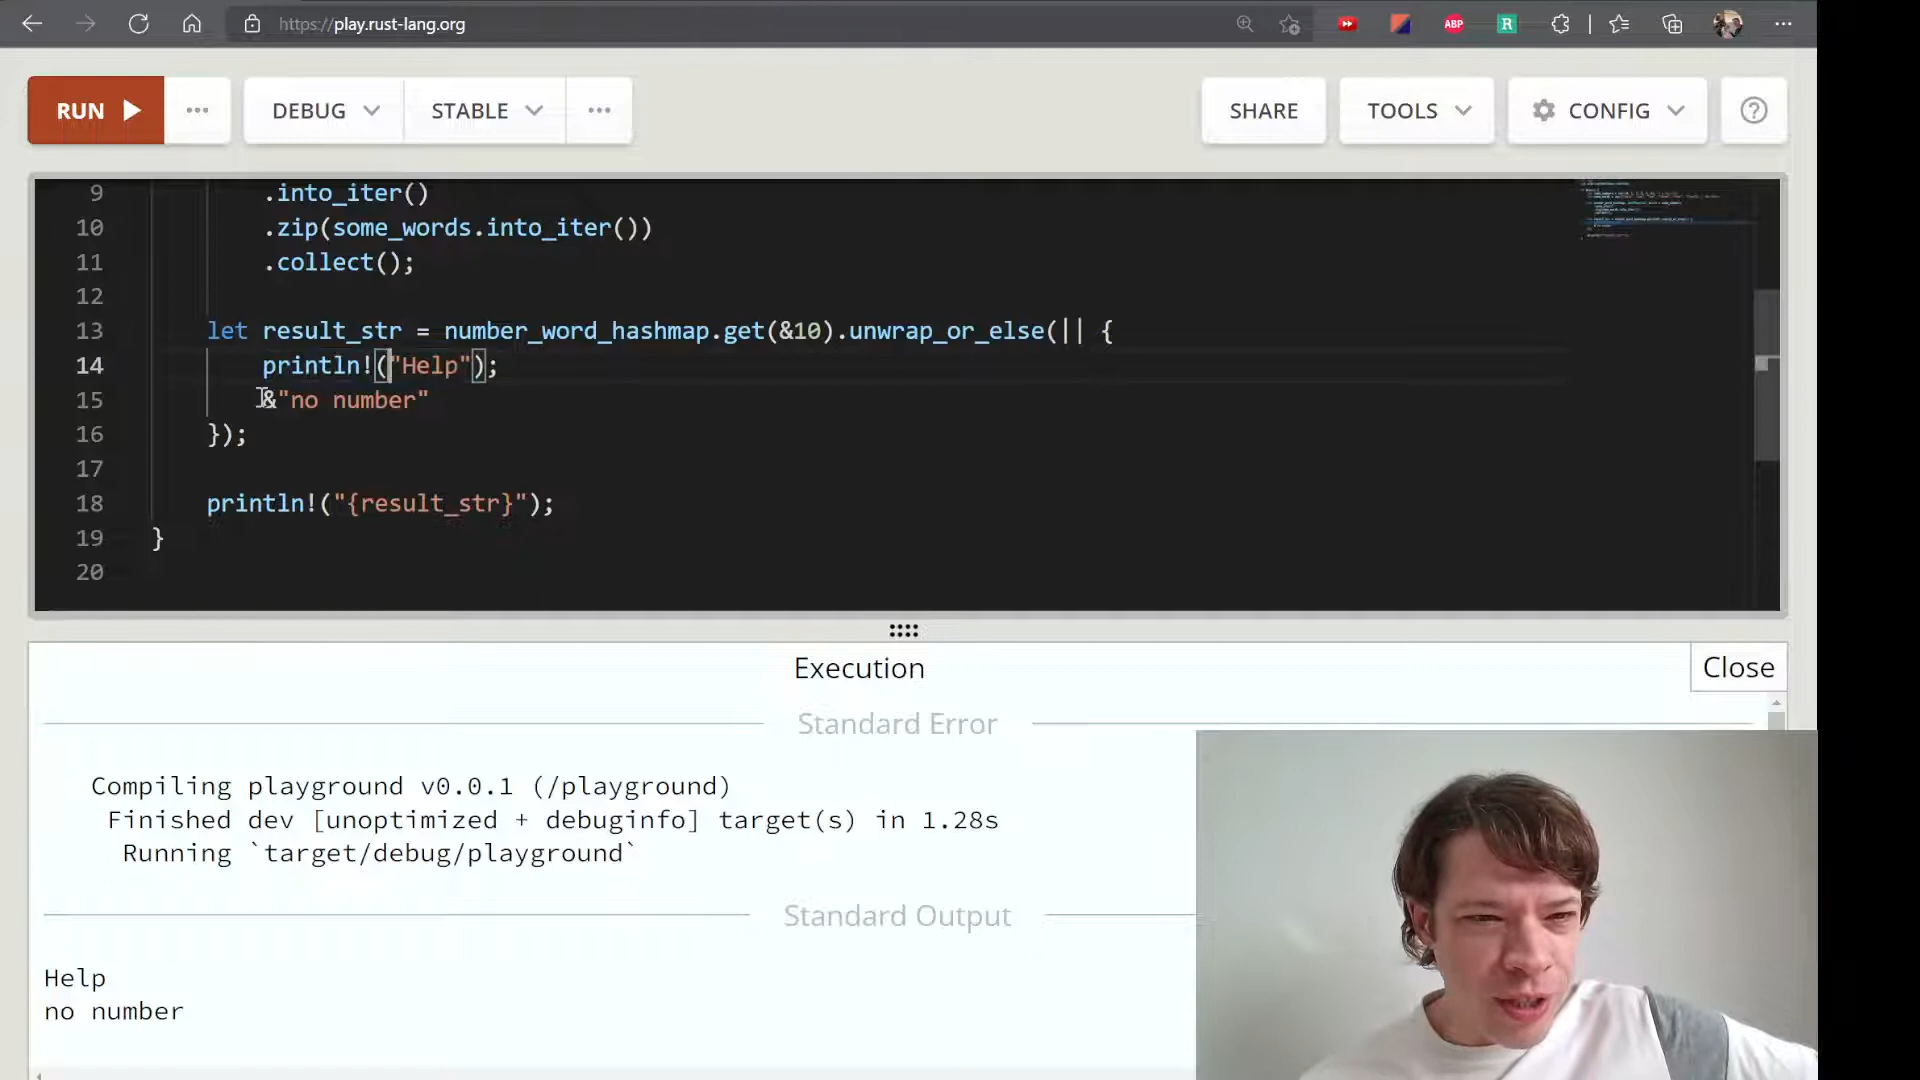 https://play.rust-lang.org
ABP
R
RUN
DEBUG
STABLE
SHARE
TOOLS
CONFIG
9 .into_iter()
10 .zip(some_words.into_iter())
11 .collect();
12
13 let result_str = number_word_hashmap.get(&10).unwrap_or_else(|| {
14 println!("Help");
15 &"no number"
16 });
17
18 println!("{result_str}");
19 }
20
Execution
Close
Standard Error
Compiling playground v0.0.1 (/playground)
Finished dev [unoptimized + debuginfo] target(s) in 1.28s
Running `target/debug/playground`
Standard Output
Help
no number